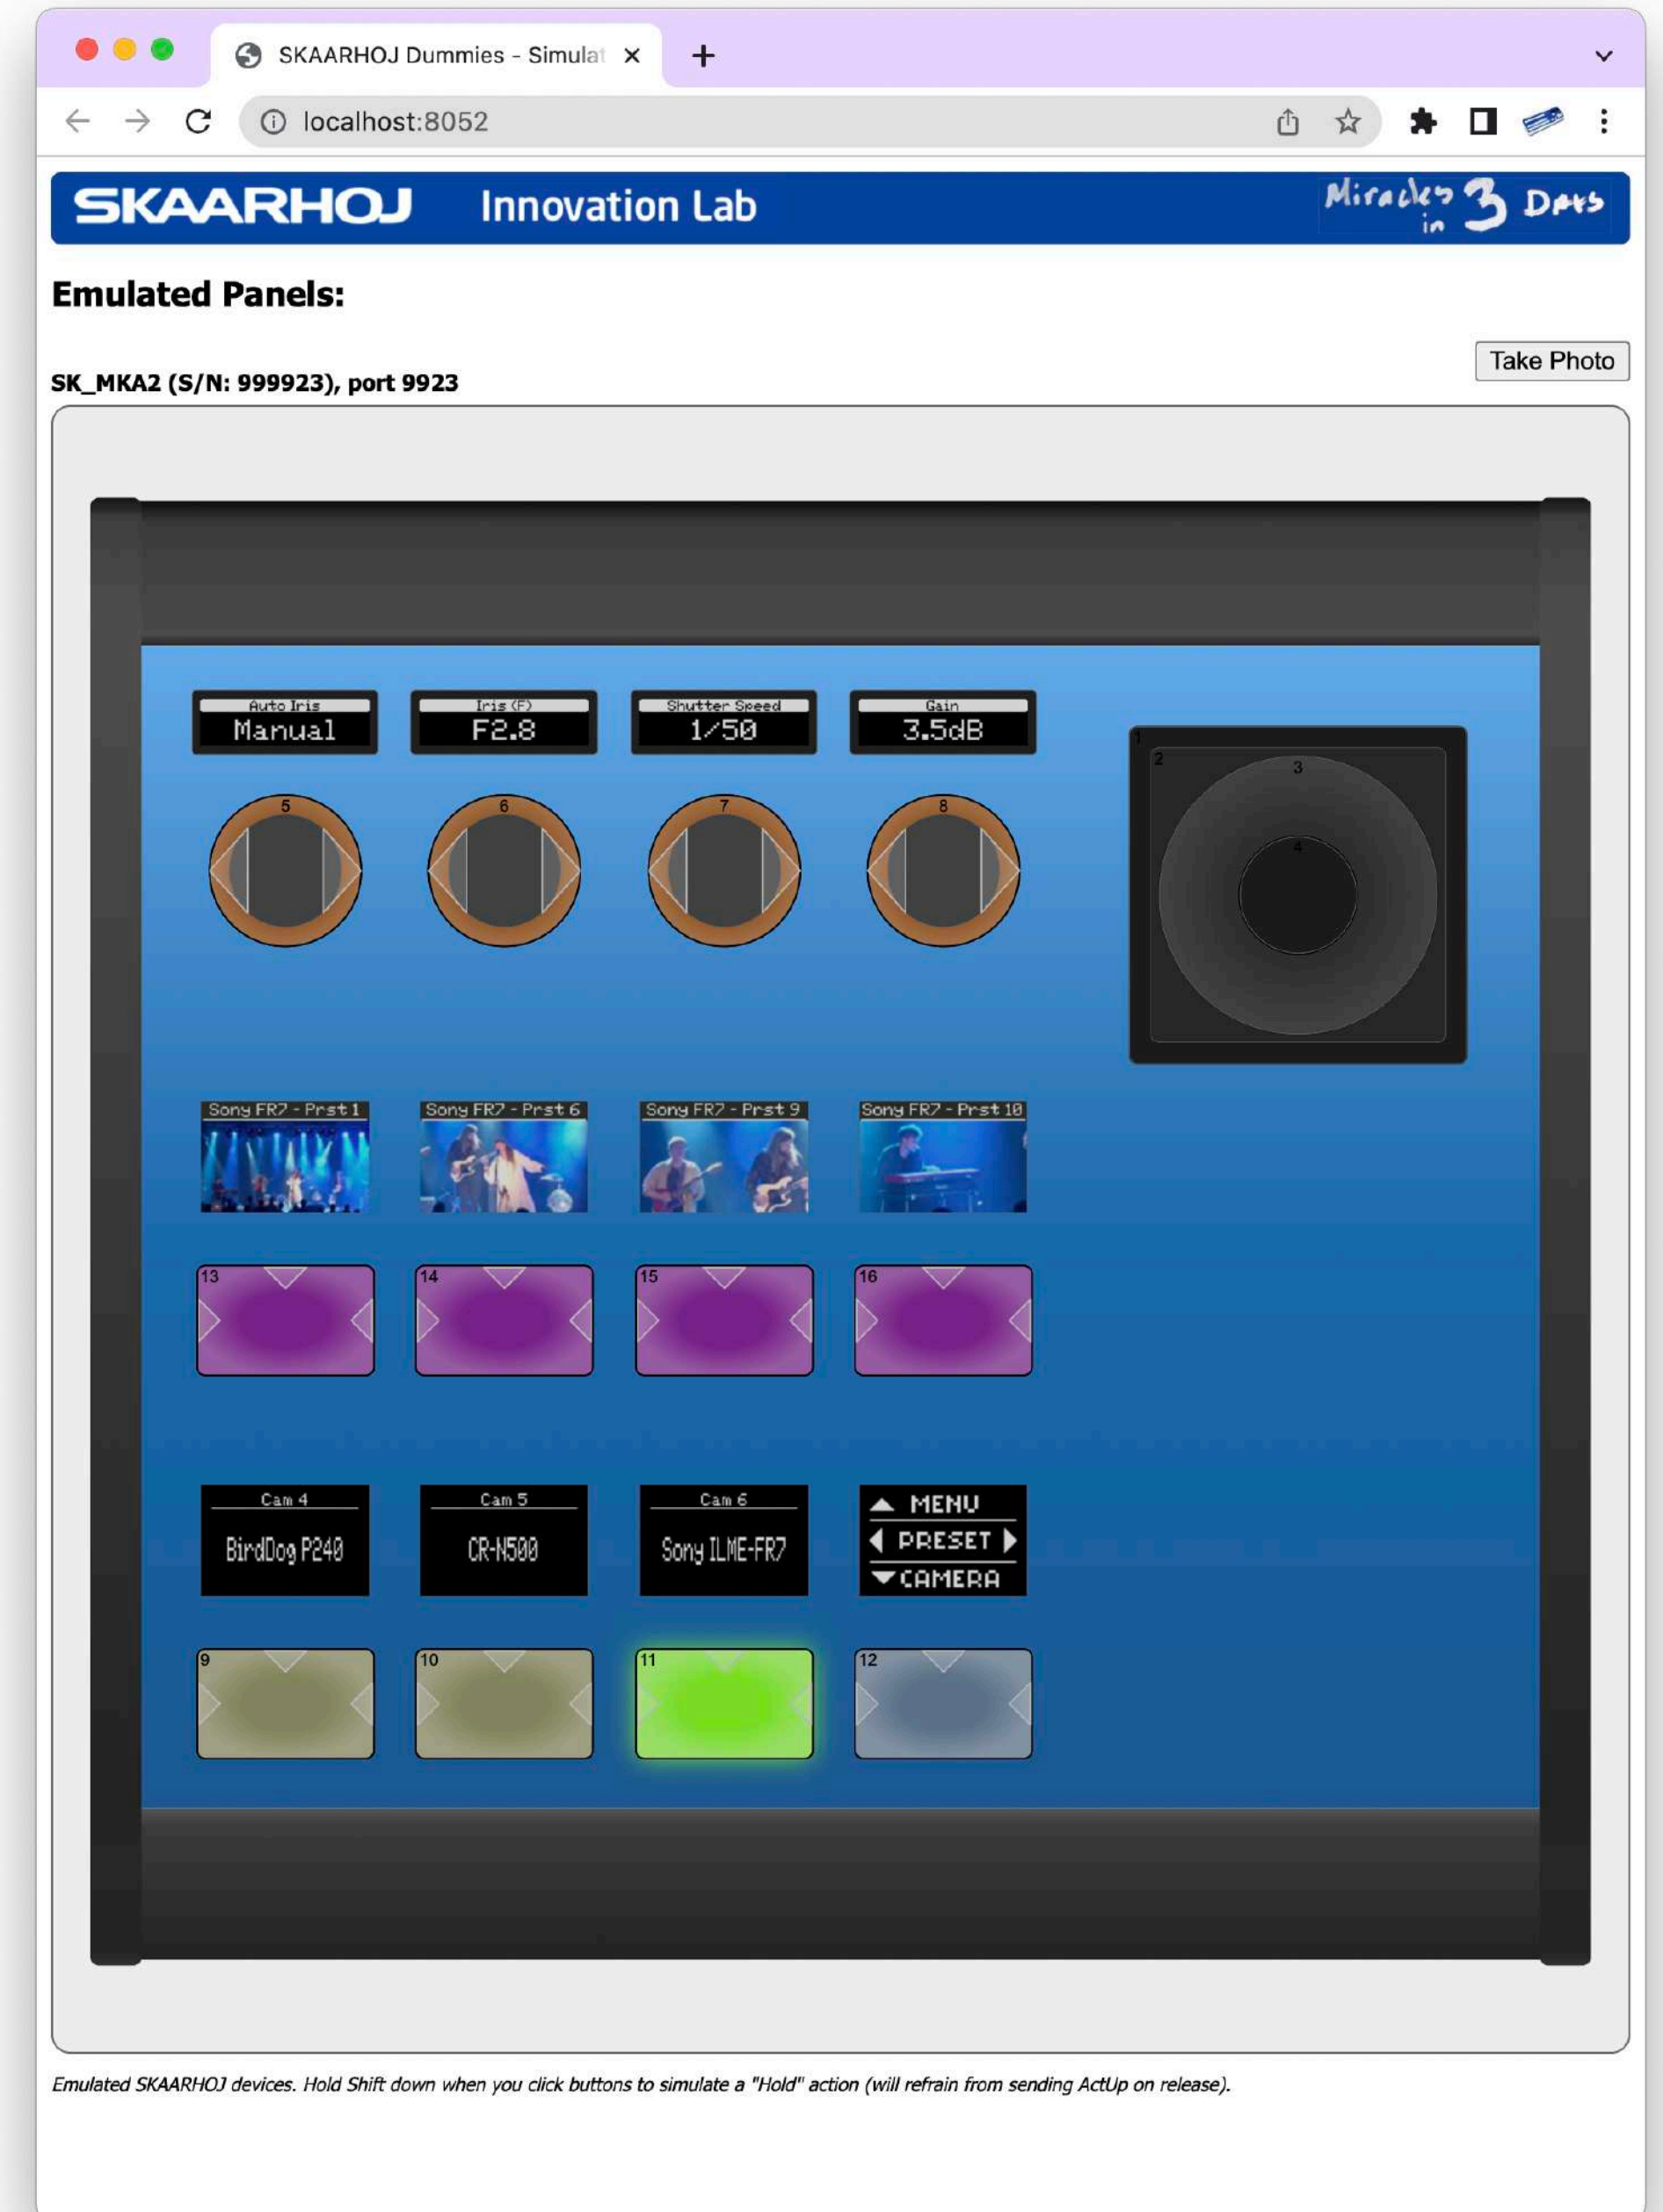 SKAARHOJ Dummies - Simulat
localhost:8052
SKAARHOJ Innovation Lab
Miracles in 3 Days
Emulated Panels:
Take Photo
SK_MKA2 (S/N: 999923), port 9923
Auto Iris Iris (F) Shutter Speed Gain
Manual F2.8 1/50 3.5dB
1
2 3
5 6 7 8
4
Sony FR7 - Prst 1 Sony FR7 - Prst 6 Sony FR7 - Prst 9 Sony FR7 - Prst 10
13 14 15 16
Cam 4 Cam 5 Cam 6 MENU
BirdDog P240 CR-N500 Sony ILME-FR7 PRESET
CAMERA
9 10 11 12
Emulated SKAARHOJ devices. Hold Shift down when you click buttons to simulate a "Hold" action (will refrain from sending ActUp on release).